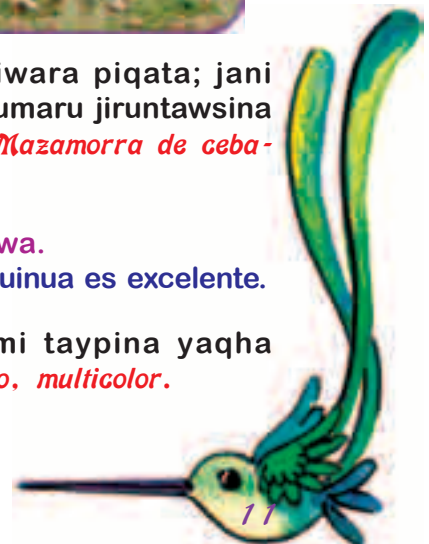 iwara piqata; jani
umaru jiruntawsina
Mazamorra de ceba-
wa.
uinua es excelente.
mi taypina yaqha
o, multicolor.
11